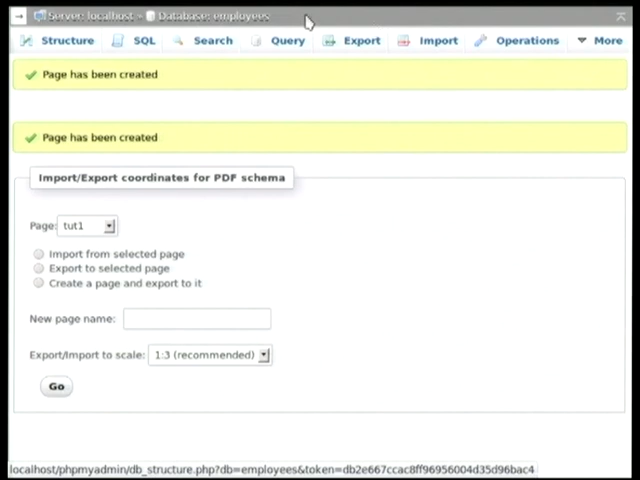 Server: localhost » Database: employees
Structure SQL Search Query Export Import Operations More
Page has been created
Page has been created
Import/Export coordinates for PDF schema
Page: tut1
Import from selected page
Export to selected page
Create a page and export to it
New page name:
Export/Import to scale: 1:3 (recommended)
Go
localhost/phpmyadmin/db_structure.php?db=employees&token=db2e667ccac8ff96956004d35d96bac4